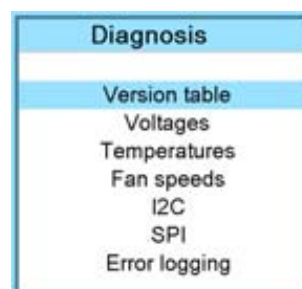 Diagnosis
Version table
Voltages
Temperatures
Fan speeds
I2C
SPI
Error logging